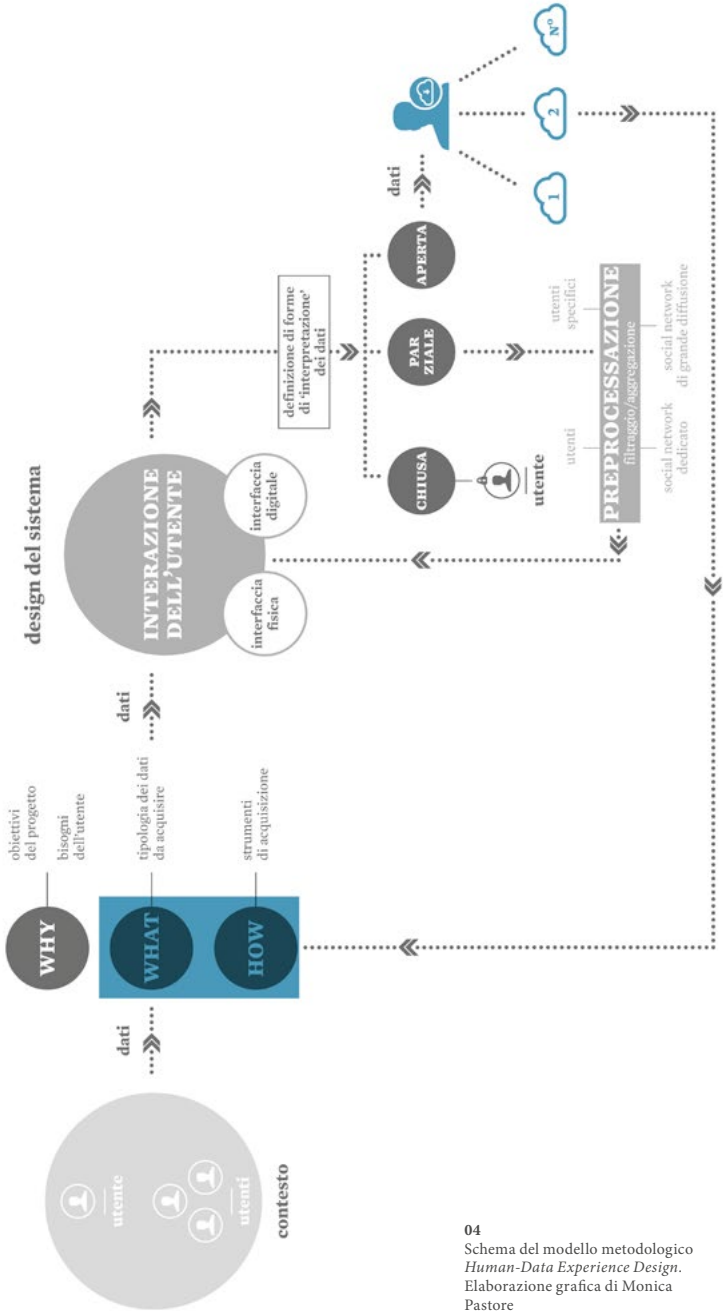 utente
utenti
contesto
dati
WHY
obiettivi
del progetto
bisogni
dell'utente
WHAT
tipologia dei dati
da acquisire
HOW
strumenti
di acquisizione
dati
design del sistema
INTERAZIONE
DELL'UTENTE
interfaccia
fisica
interfaccia
digitale
definizione di forme
di 'interpretazione'
dei dati
CHIUSA
utente
PAR
ZIALE
APERTA
dati
1
2
N°
PREPROCESSAZIONE
filtraggio/aggregazione
utenti
utenti
specifici
social network
dedicato
social network
di grande diffusione
04
Schema del modello metodologico
Human-Data Experience Design.
Elaborazione grafica di Monica
Pastore